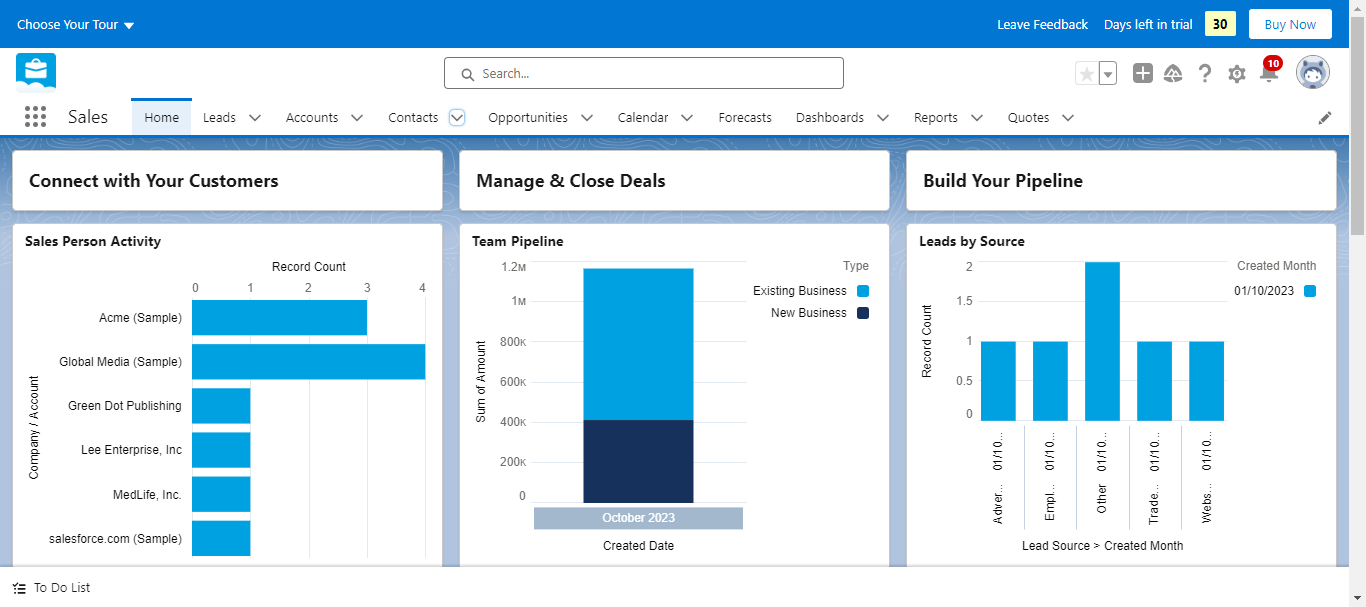 Choose Your Tour
Leave Feedback
Days left in trial
30
Buy Now
Search...
10
Sales
Home
Leads
Accounts
Contacts
Opportunities
Calendar
Forecasts
Dashboards
Reports
Quotes
Connect with Your Customers
Manage & Close Deals
Build Your Pipeline
Sales Person Activity
Record Count
0 1 2 3 4
Company / Account
Acme (Sample)
Global Media (Sample)
Green Dot Publishing
Lee Enterprise, Inc
MedLife, Inc.
salesforce.com (Sample)
Team Pipeline
Sum of Amount
1.2M
1M
800K
600K
400K
200K
0
October 2023
Created Date
Type
Existing Business
New Business
Leads by Source
Record Count
2
1.5
1
0.5
0
01/10...
01/10...
01/10...
01/10...
01/10...
Adver...
Empl...
Other
Trade...
Webs...
Lead Source > Created Month
Created Month
01/10/2023
To Do List